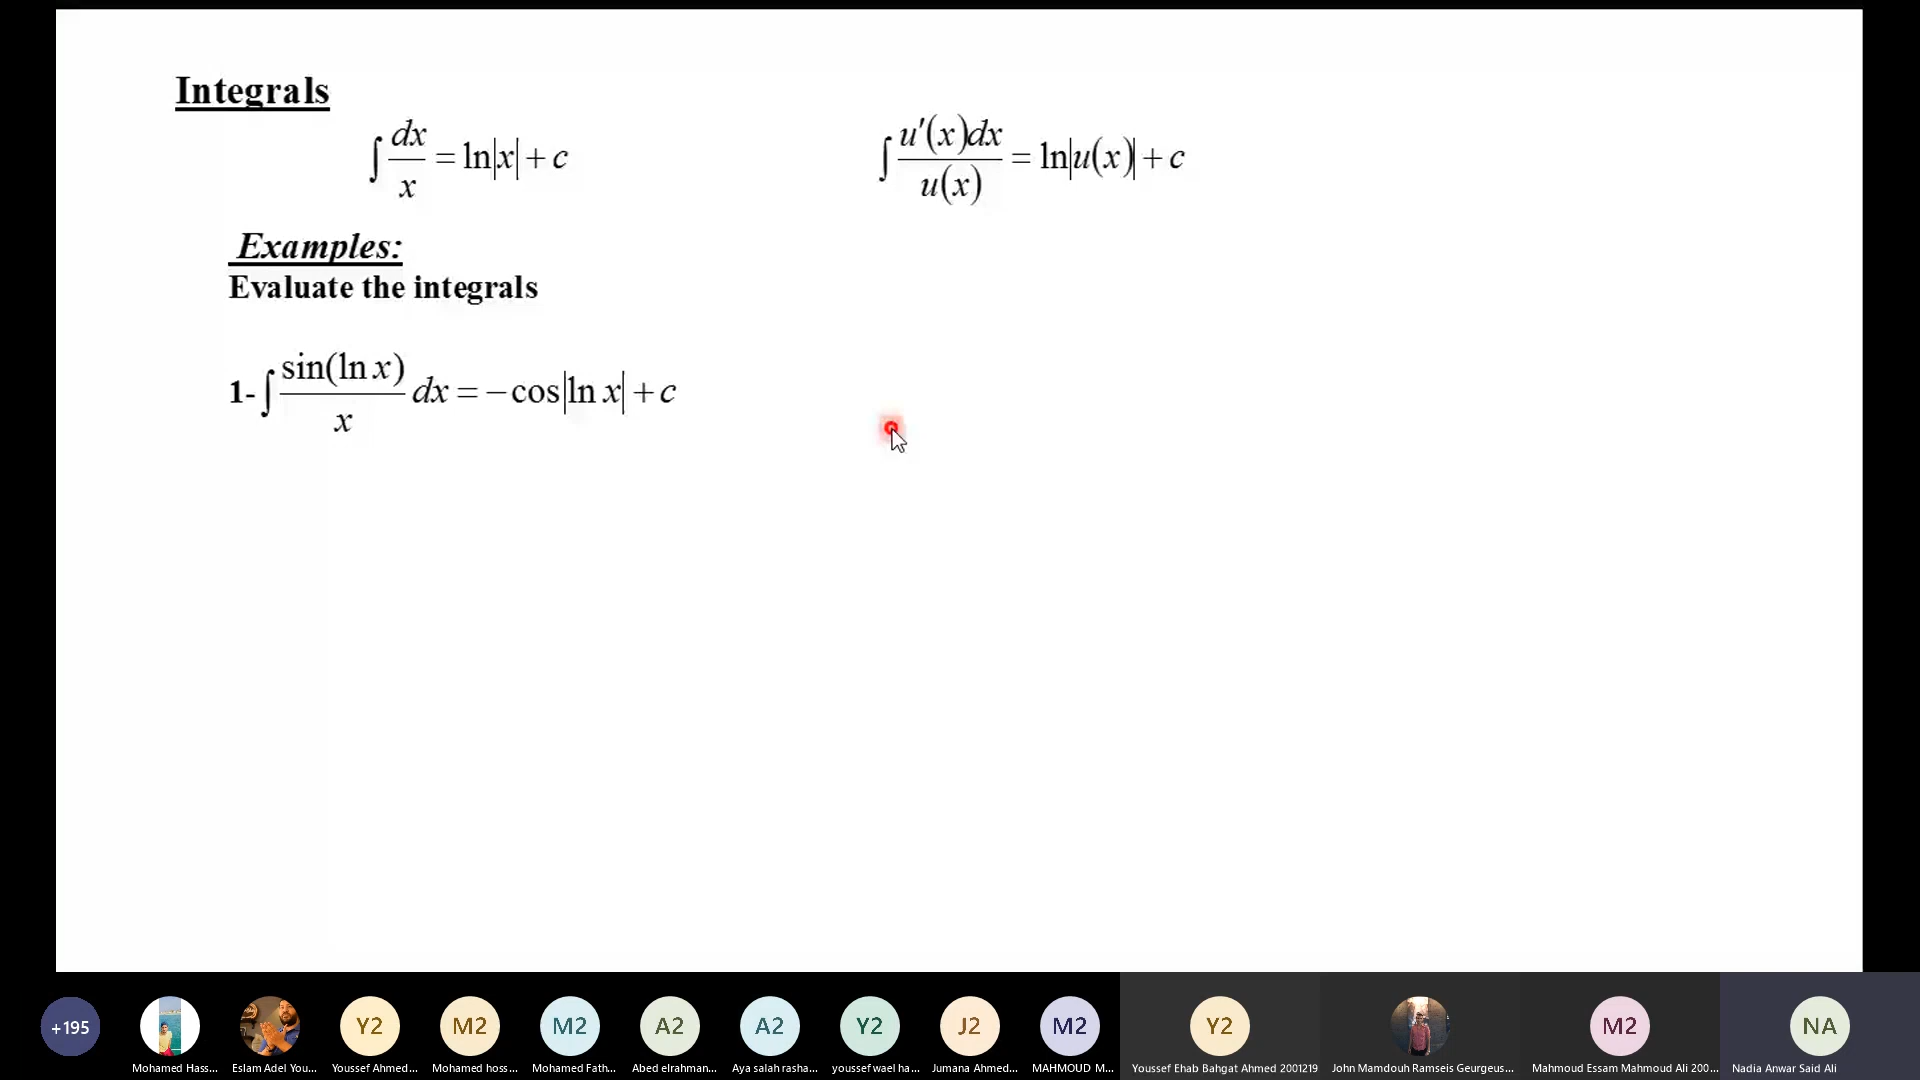 Integrals
∫ dx/x = ln|x| + c
∫ u'(x)dx/u(x) = ln|u(x)| + c
Examples:
Evaluate the integrals
1- ∫ sin(ln x)/x dx = −cos|ln x| + c
+195
Y2
M2
M2
A2
A2
Y2
J2
M2
Y2
M2
NA
Mohamed Hass...
Eslam Adel You...
Youssef Ahmed...
Mohamed hoss...
Mohamed Fath...
Abed elrahman...
Aya salah rasha...
youssef wael ha...
Jumana Ahmed...
MAHMOUD M...
Youssef Ehab Bahgat Ahmed 2001219
John Mamdouh Ramseis Geurgeus...
Mahmoud Essam Mahmoud Ali 200...
Nadia Anwar Said Ali